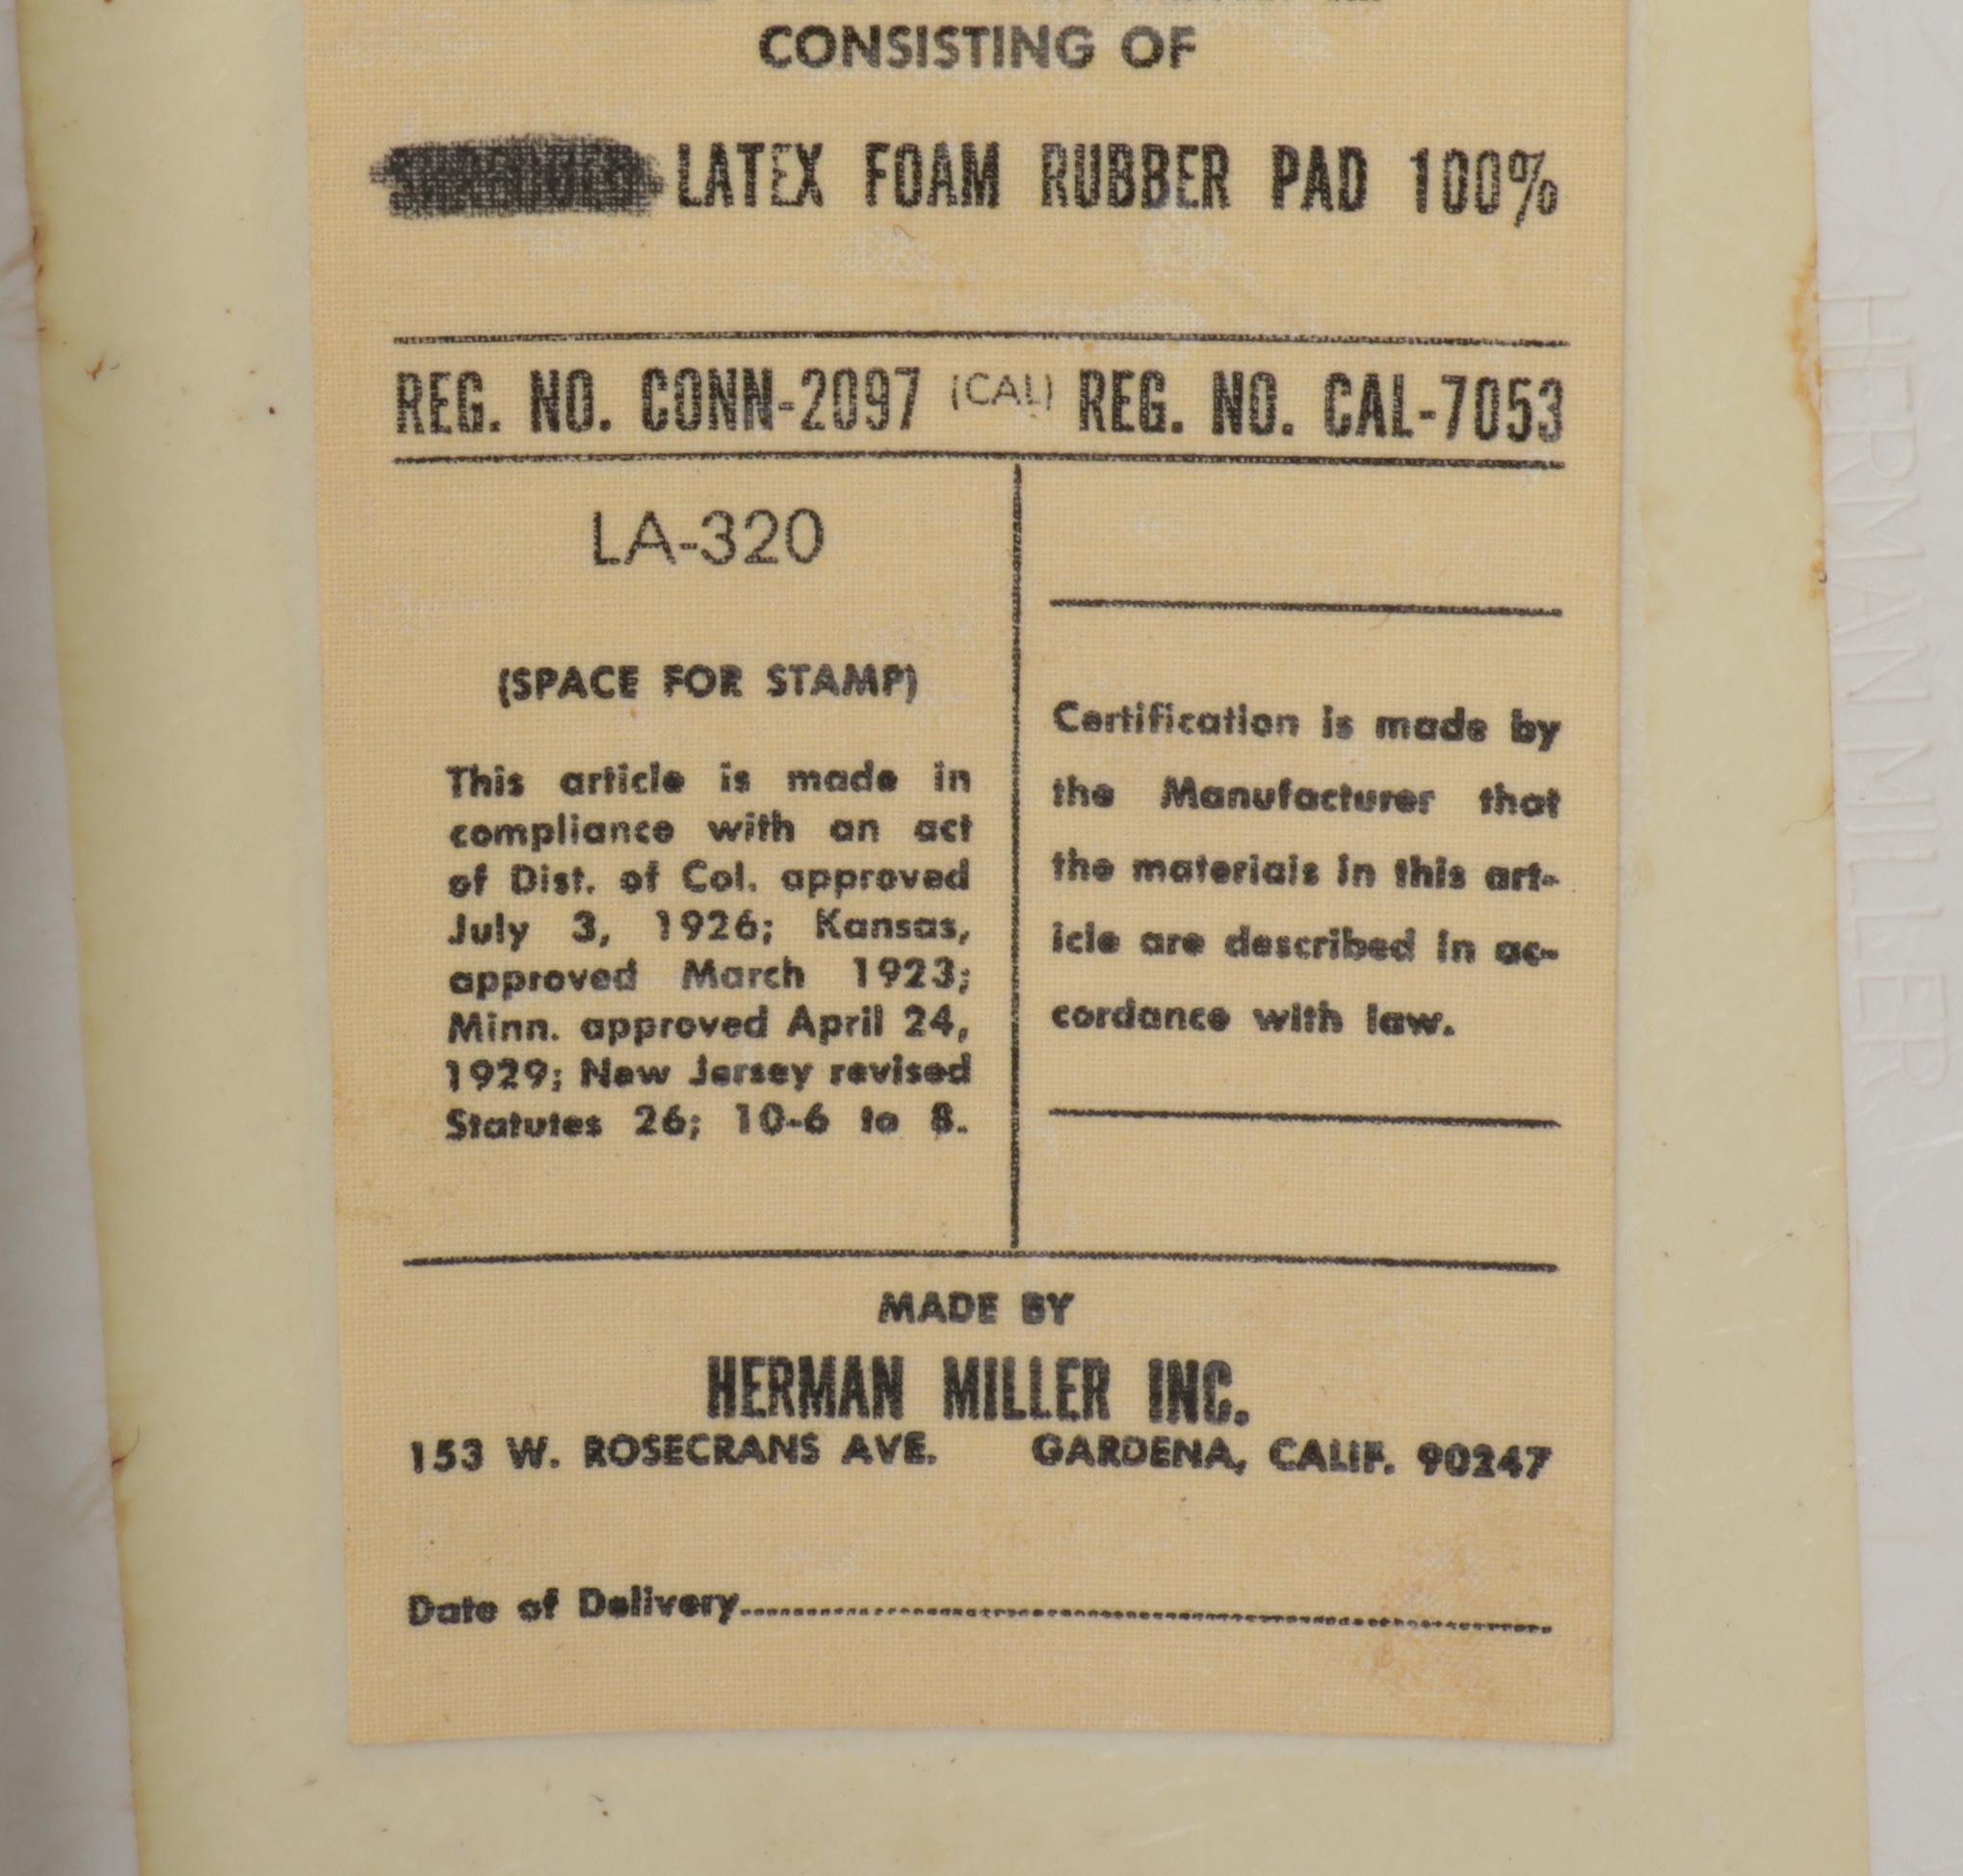 CONSISTING OF
LATEX FOAM RUBBER PAD 100%
REG. NO. CONN-2097 (CAL) REG. NO. CAL-7053
LA-320
(SPACE FOR STAMP)
This article is made in
compliance with an act
of Dist. of Col. approved
July 3, 1926; Kansas,
approved March 1923;
Minn. approved April 24,
1929; New Jersey revised
Statutes 26; 10-6 to 8.
Certification is made by
the Manufacturer that
the materials in this art-
icle are described in ac-
cordance with law.
MADE BY
HERMAN MILLER INC.
153 W. ROSECRANS AVE. GARDENA, CALIF. 90247
Date of Delivery
HERMAN MILLER